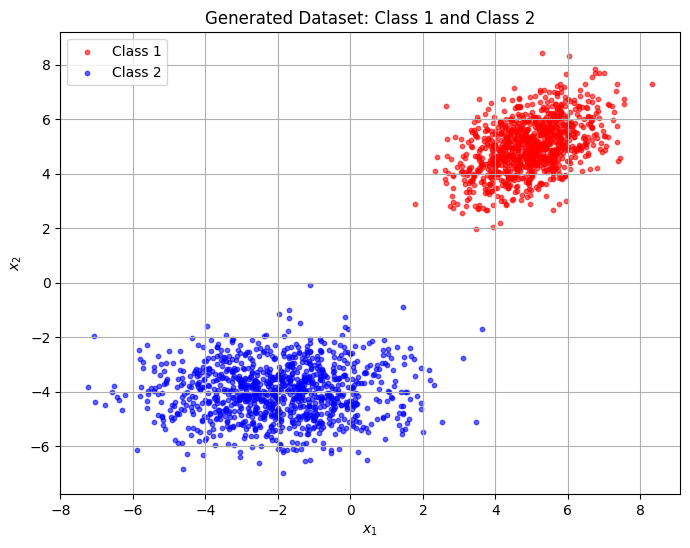 Generated Dataset: Class 1 and Class 2
Class 1
Class 2
8
6
4
2
0
−2
−4
−6
x₂
−8 −6 −4 −2 0 2 4 6 8
x₁